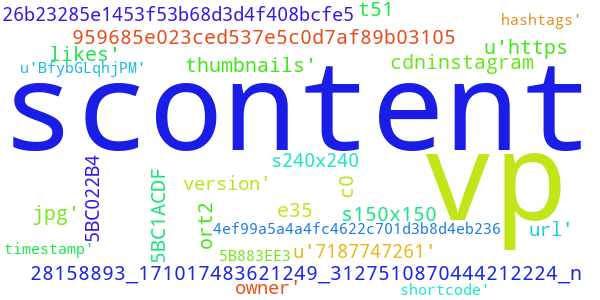 26b23285e1453f53b68d3d4f408bcfe5 t51
hashtags'
959685e023ced537e5c0d7af89b03105
likes'
u'https
u'BfybGLqhjPM'
thumbnails'
cdninstagram
scontent
vp
s240x240
5BC022B4
5BC1ACDF
version'
c0
jpg'
ort2
e35
s150x150
4ef99a5a4a4fc4622c701d3b8d4eb236
url'
timestamp'
5B883EE3
u'7187747261'
28158893_171017483621249_3127510870444212224_n
owner'
shortcode'